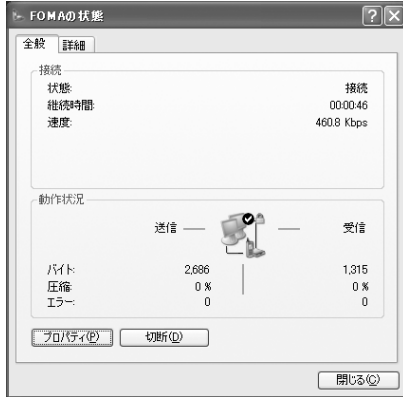 FOMAの状態
全般 詳細
接続
状態: 接続
継続時間: 00:00:46
速度: 460.8 Kbps
動作状況
送信 — — 受信
バイト: 2,686 1,315
圧縮: 0 % 0 %
エラー: 0 0
プロパティ(P) 切断(D)
閉じる(C)